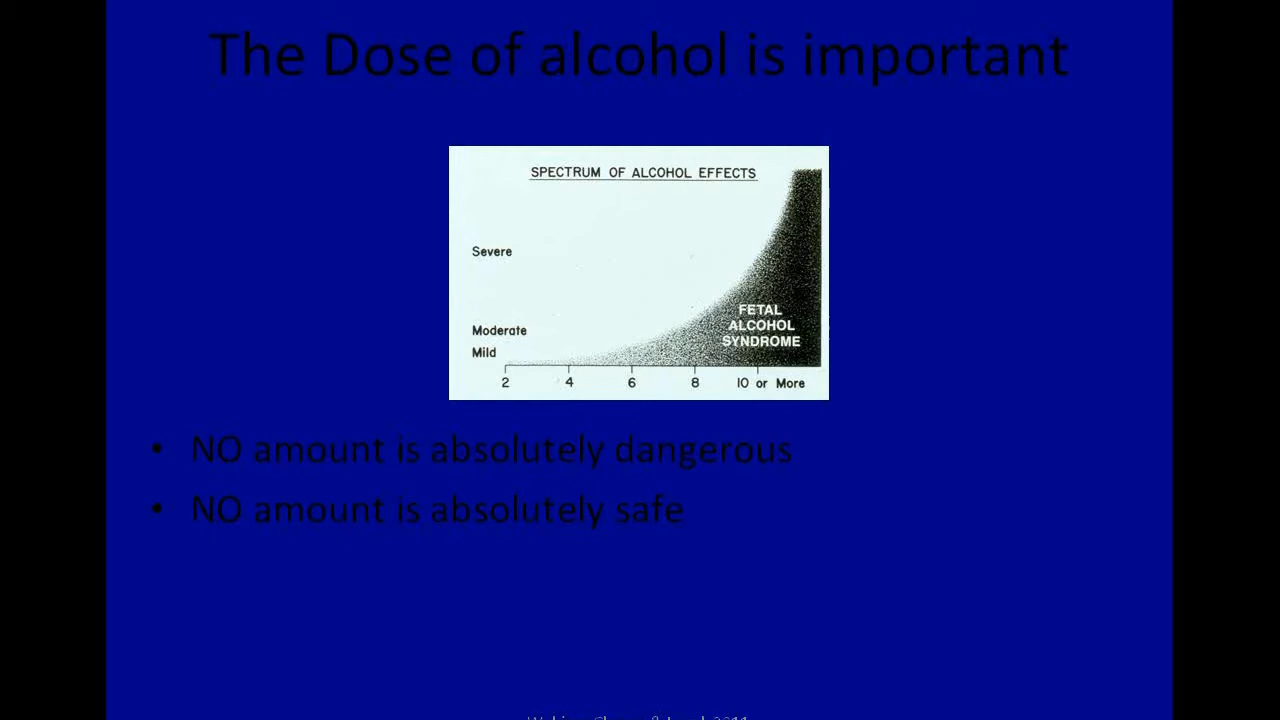 The Dose of alcohol is important
SPECTRUM OF ALCOHOL EFFECTS
Severe
Moderate
Mild
FETAL
ALCOHOL
SYNDROME
2 4 6 8 10 or More
• NO amount is absolutely dangerous
• NO amount is absolutely safe